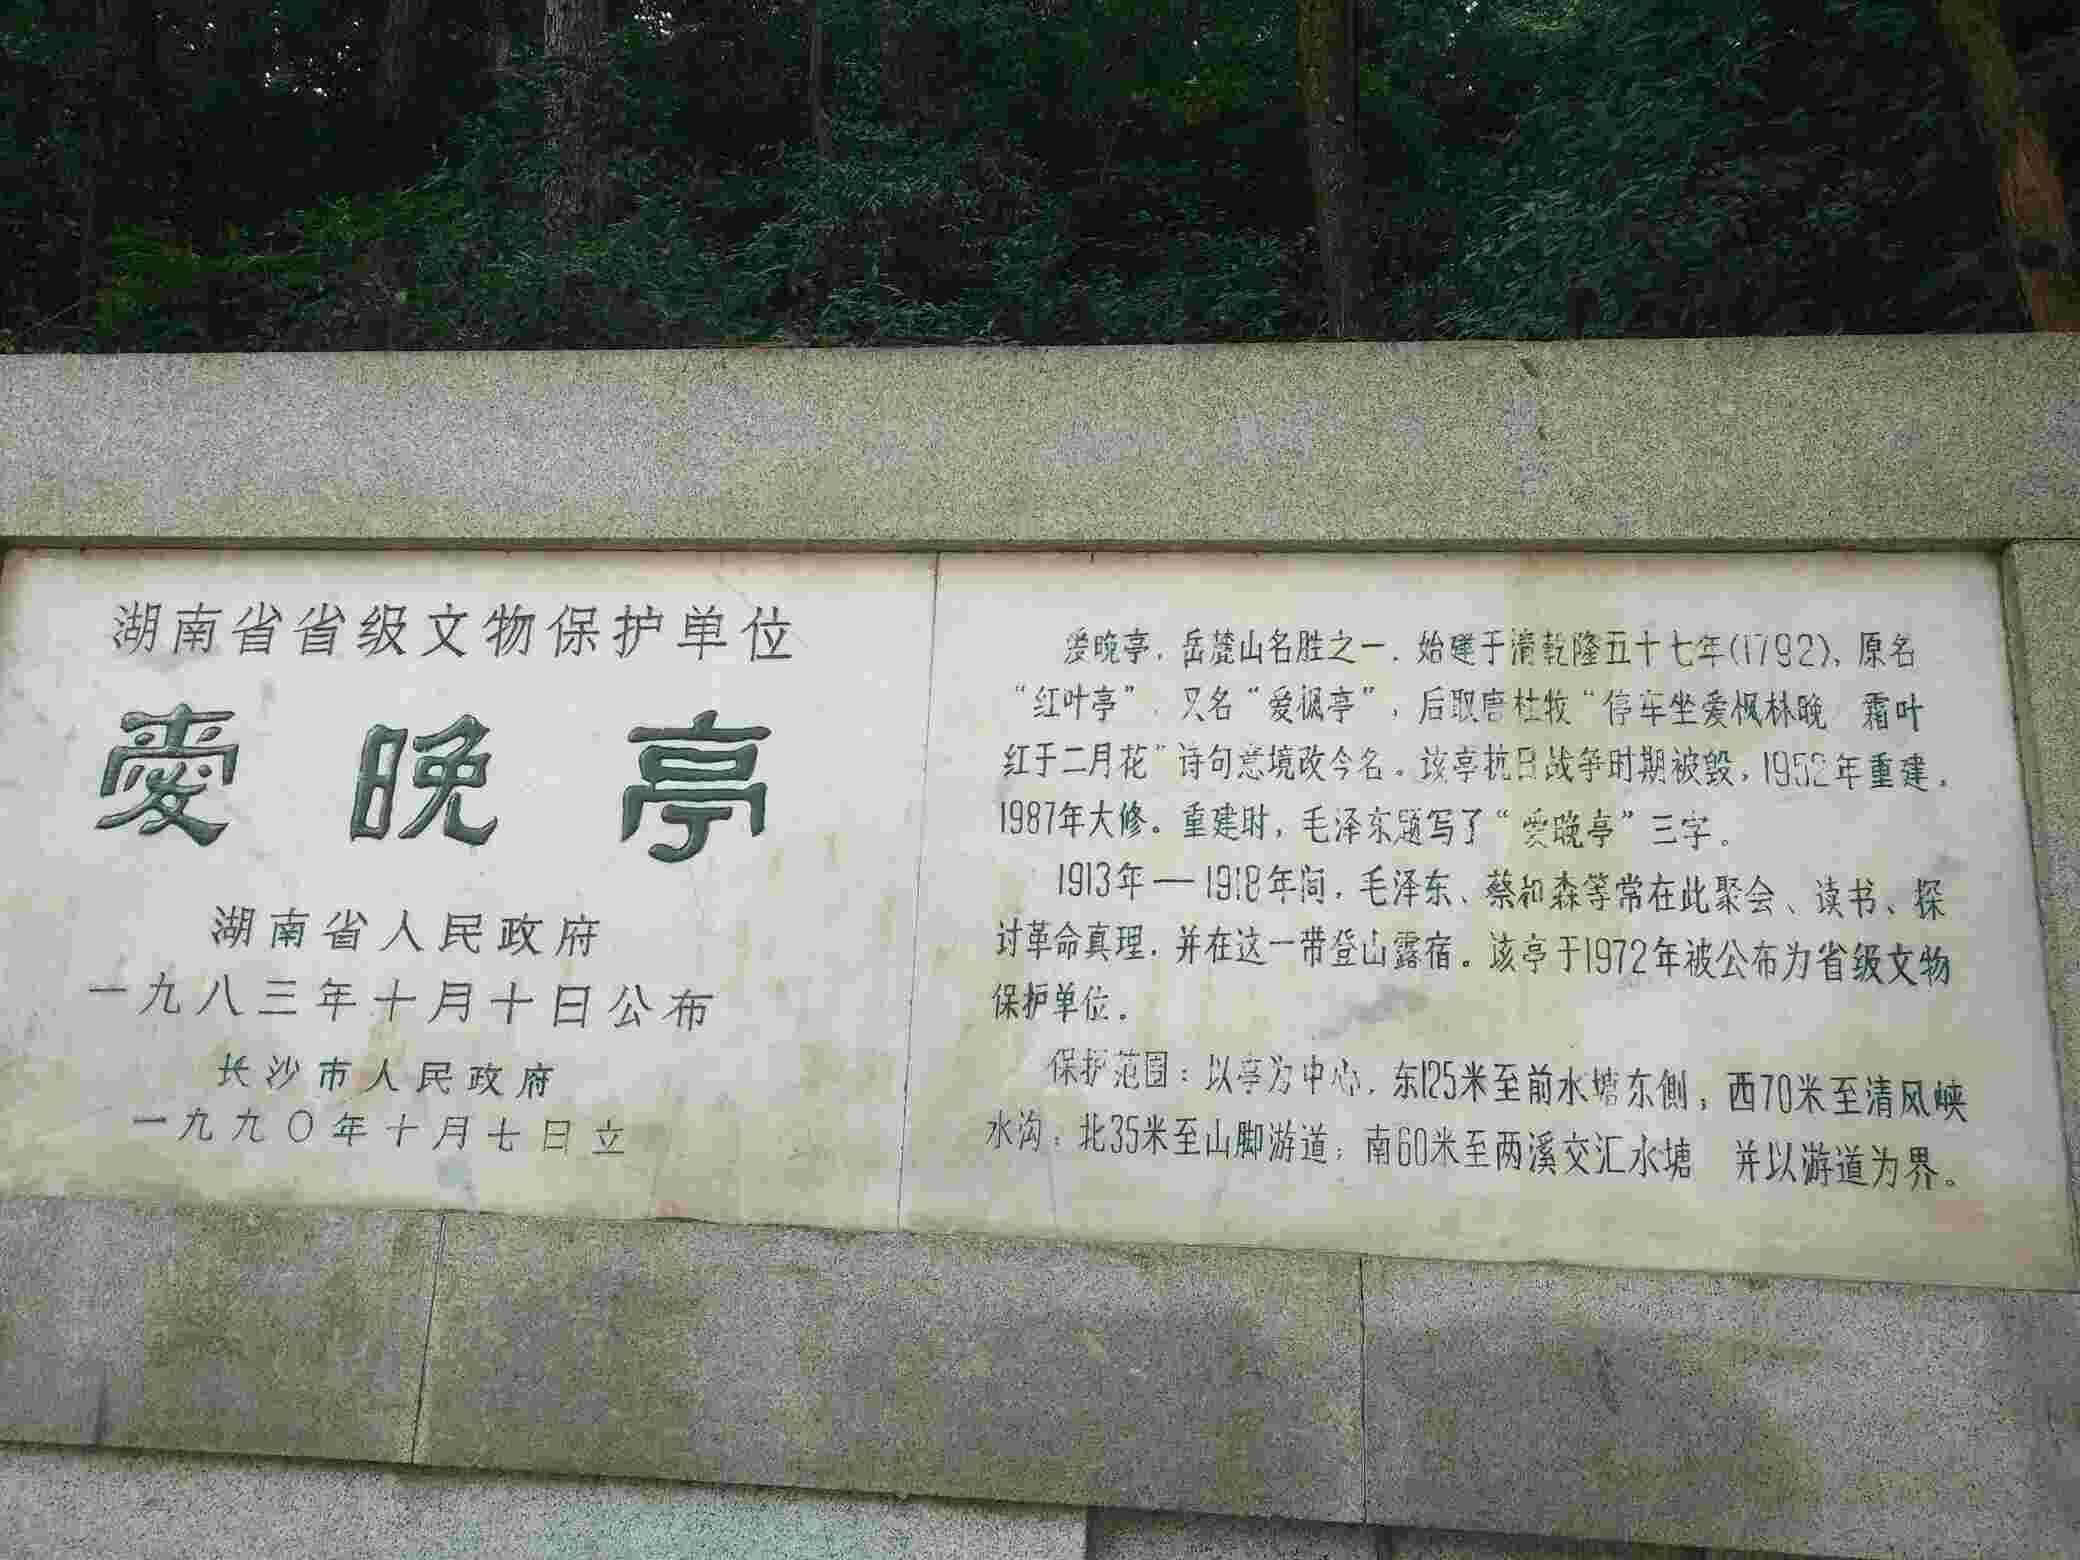 湖南省省级文物保护单位
愛晚亭
湖南省人民政府
一九八三年十月十日公布
长沙市人民政府
一九九〇年十月七日立
爱晚亭，岳麓山名胜之一，始建于清乾隆五十七年(1792)，原名
“红叶亭”，又名“爱枫亭”，后取唐杜牧“停车坐爱枫林晚 霜叶
红于二月花”诗句意境改今名。该亭抗日战争时期被毁，1952年重建，
1987年大修。重建时，毛泽东题写了“爱晚亭”三字。
1913年—1918年间，毛泽东、蔡和森等常在此聚会、读书、探
讨革命真理，并在这一带登山露宿。该亭于1972年被公布为省级文物
保护单位。
保护范围：以亭为中心，东125米至前水塘东侧；西70米至清风峡
水沟；北35米至山脚游道；南60米至两溪交汇水塘 并以游道为界。